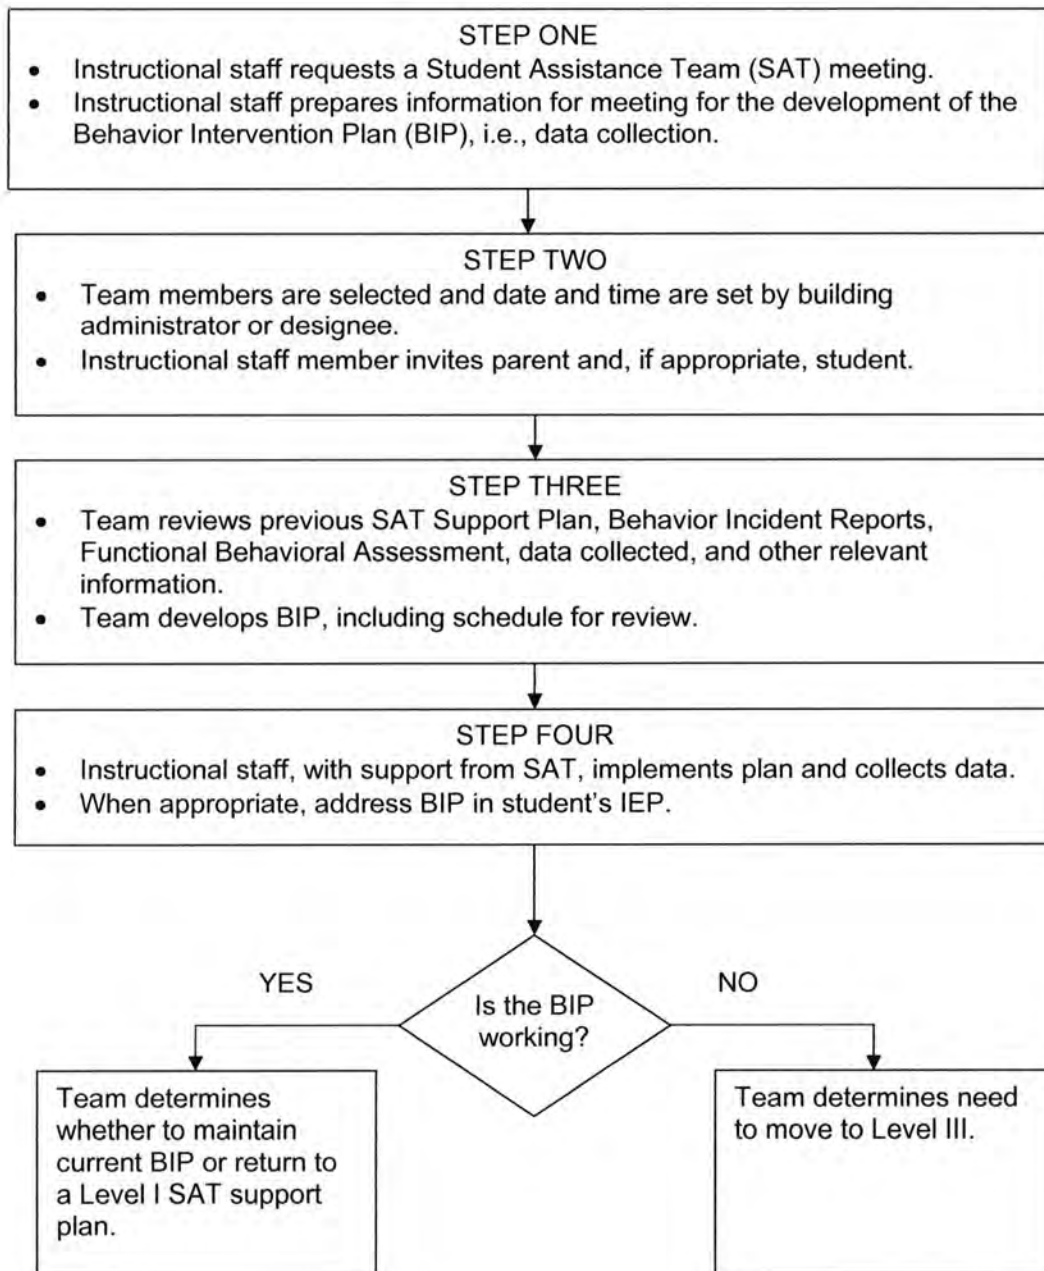 STEP ONE
• Instructional staff requests a Student Assistance Team (SAT) meeting.
• Instructional staff prepares information for meeting for the development of the
Behavior Intervention Plan (BIP), i.e., data collection.
STEP TWO
• Team members are selected and date and time are set by building
administrator or designee.
• Instructional staff member invites parent and, if appropriate, student.
STEP THREE
• Team reviews previous SAT Support Plan, Behavior Incident Reports,
Functional Behavioral Assessment, data collected, and other relevant
information.
• Team develops BIP, including schedule for review.
STEP FOUR
• Instructional staff, with support from SAT, implements plan and collects data.
• When appropriate, address BIP in student's IEP.
YES
NO
Is the BIP
working?
Team determines
whether to maintain
current BIP or return to
a Level I SAT support
plan.
Team determines need
to move to Level III.